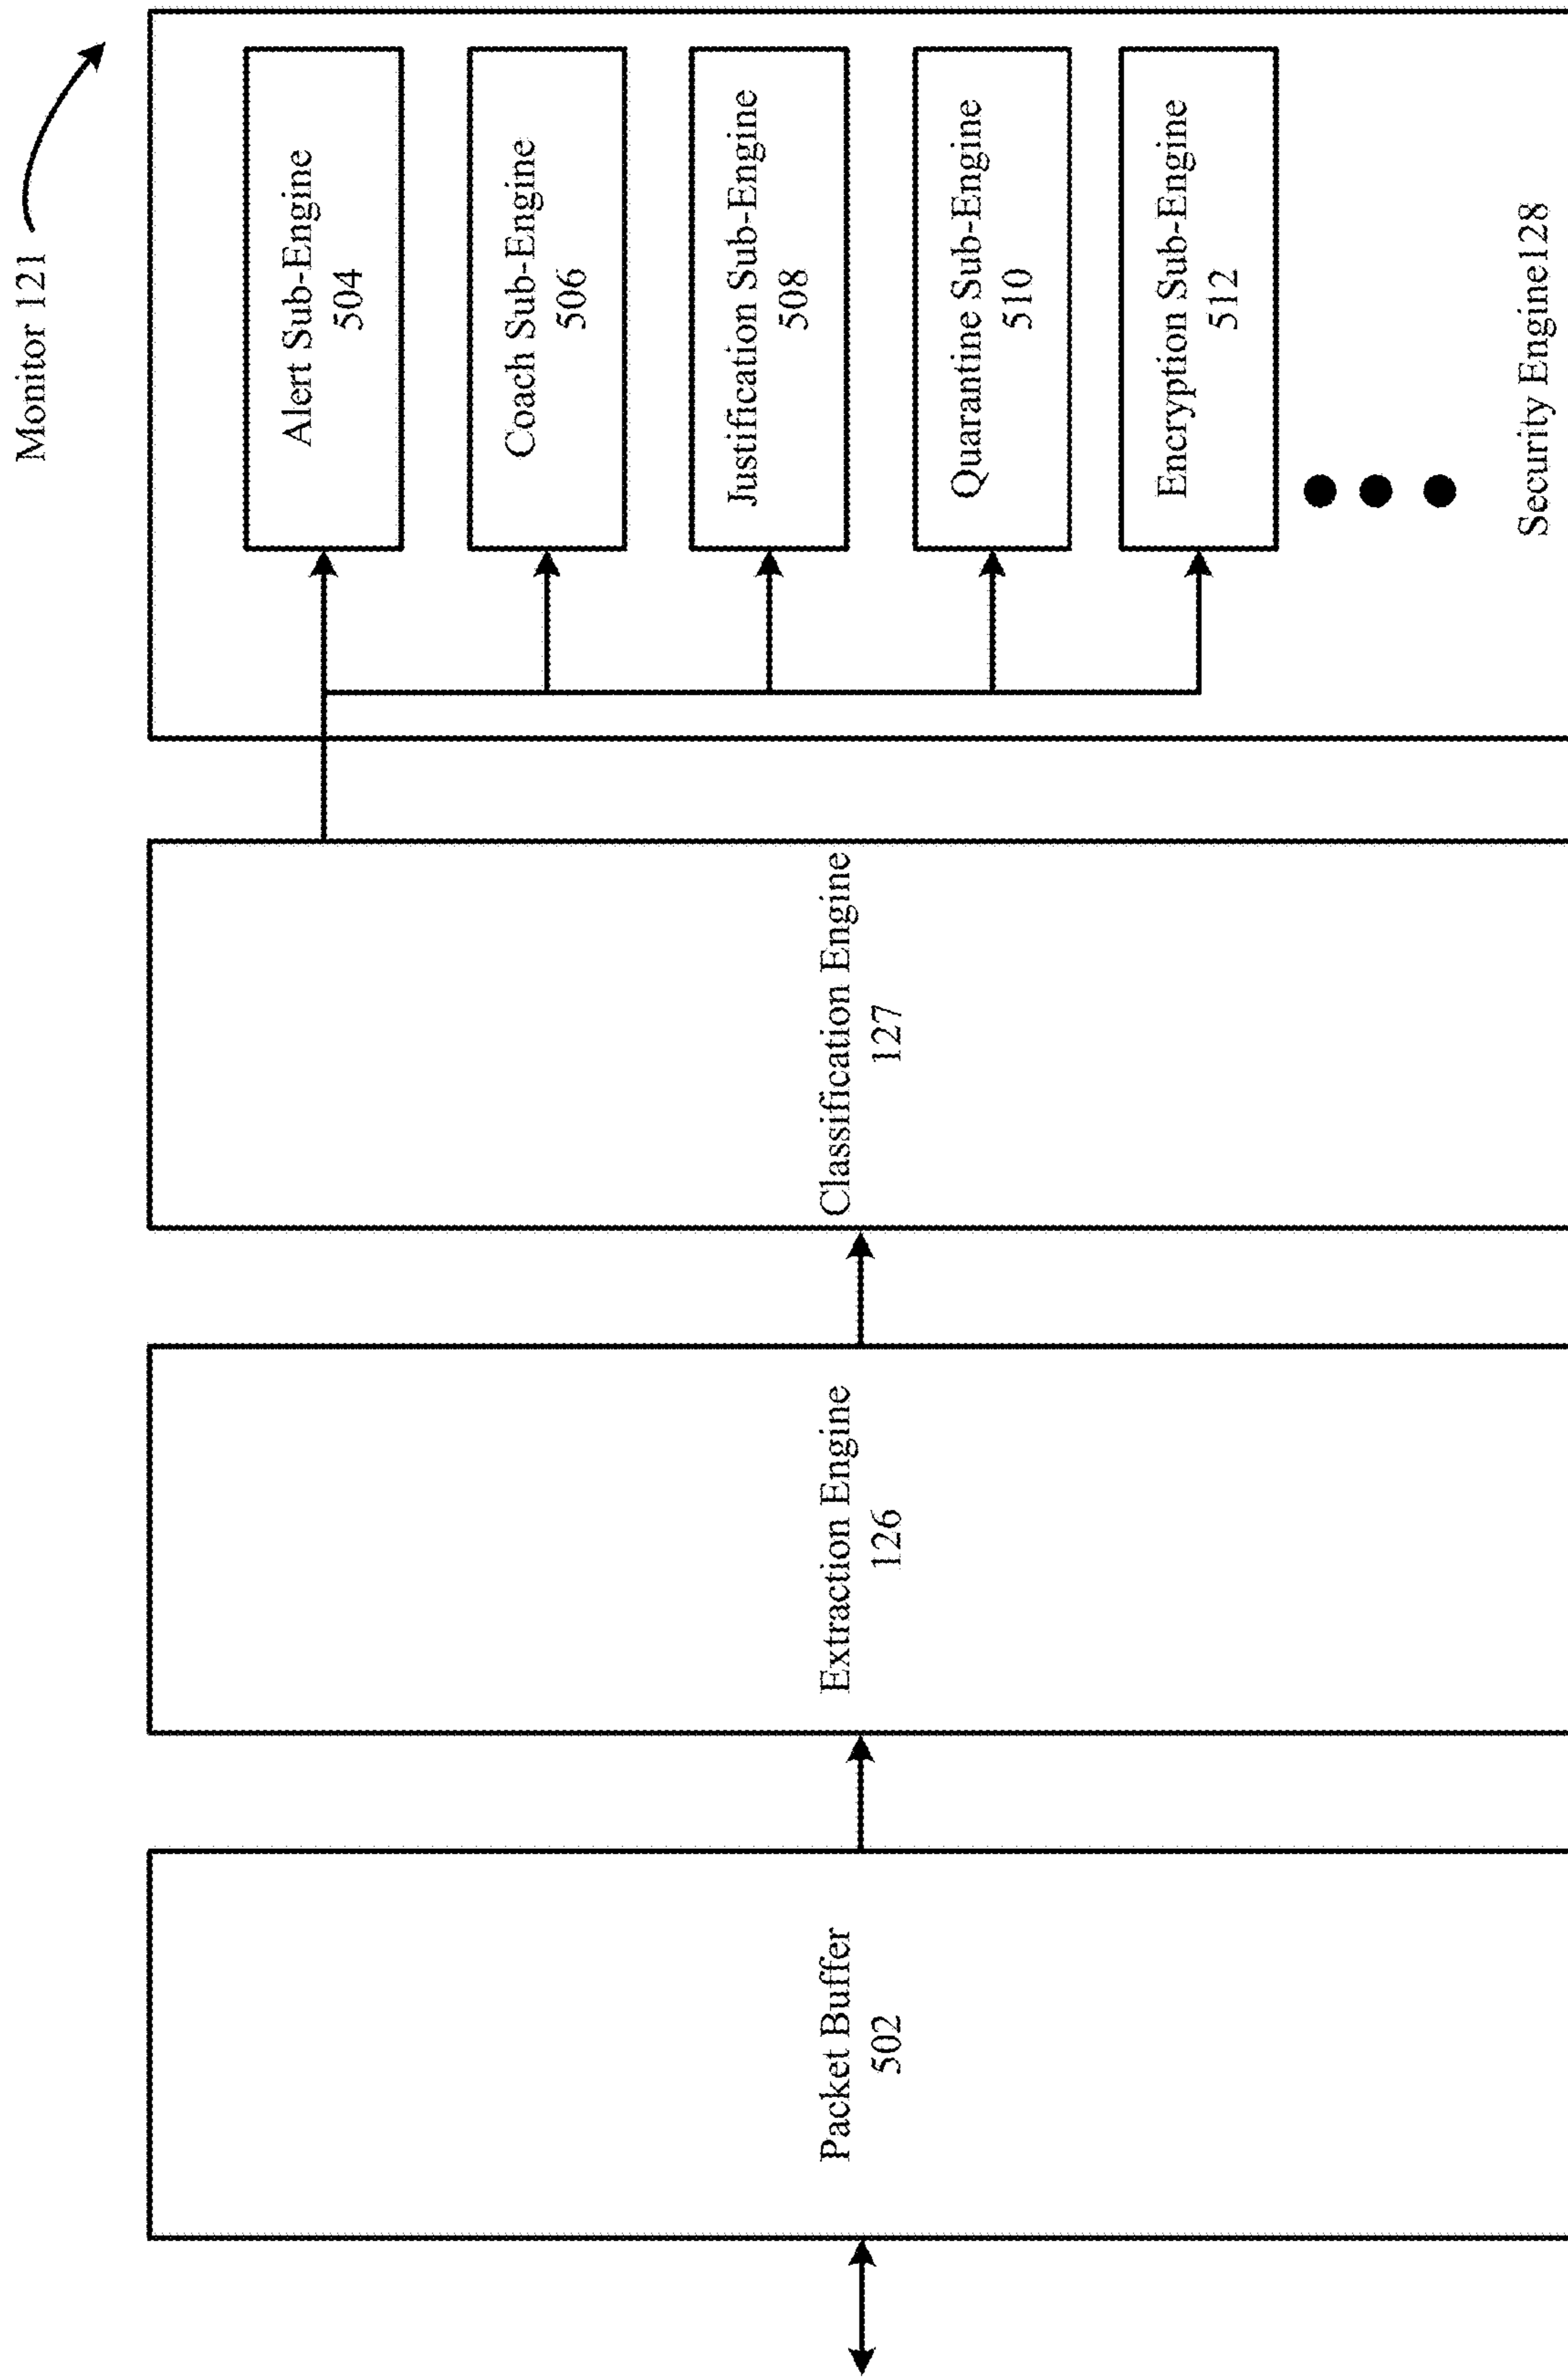 Monitor 121
Packet Buffer
502
Extraction Engine
126
Classification Engine
127
Alert Sub-Engine
504
Coach Sub-Engine
506
Justification Sub-Engine
508
Quarantine Sub-Engine
510
Encryption Sub-Engine
512
Security Engine128